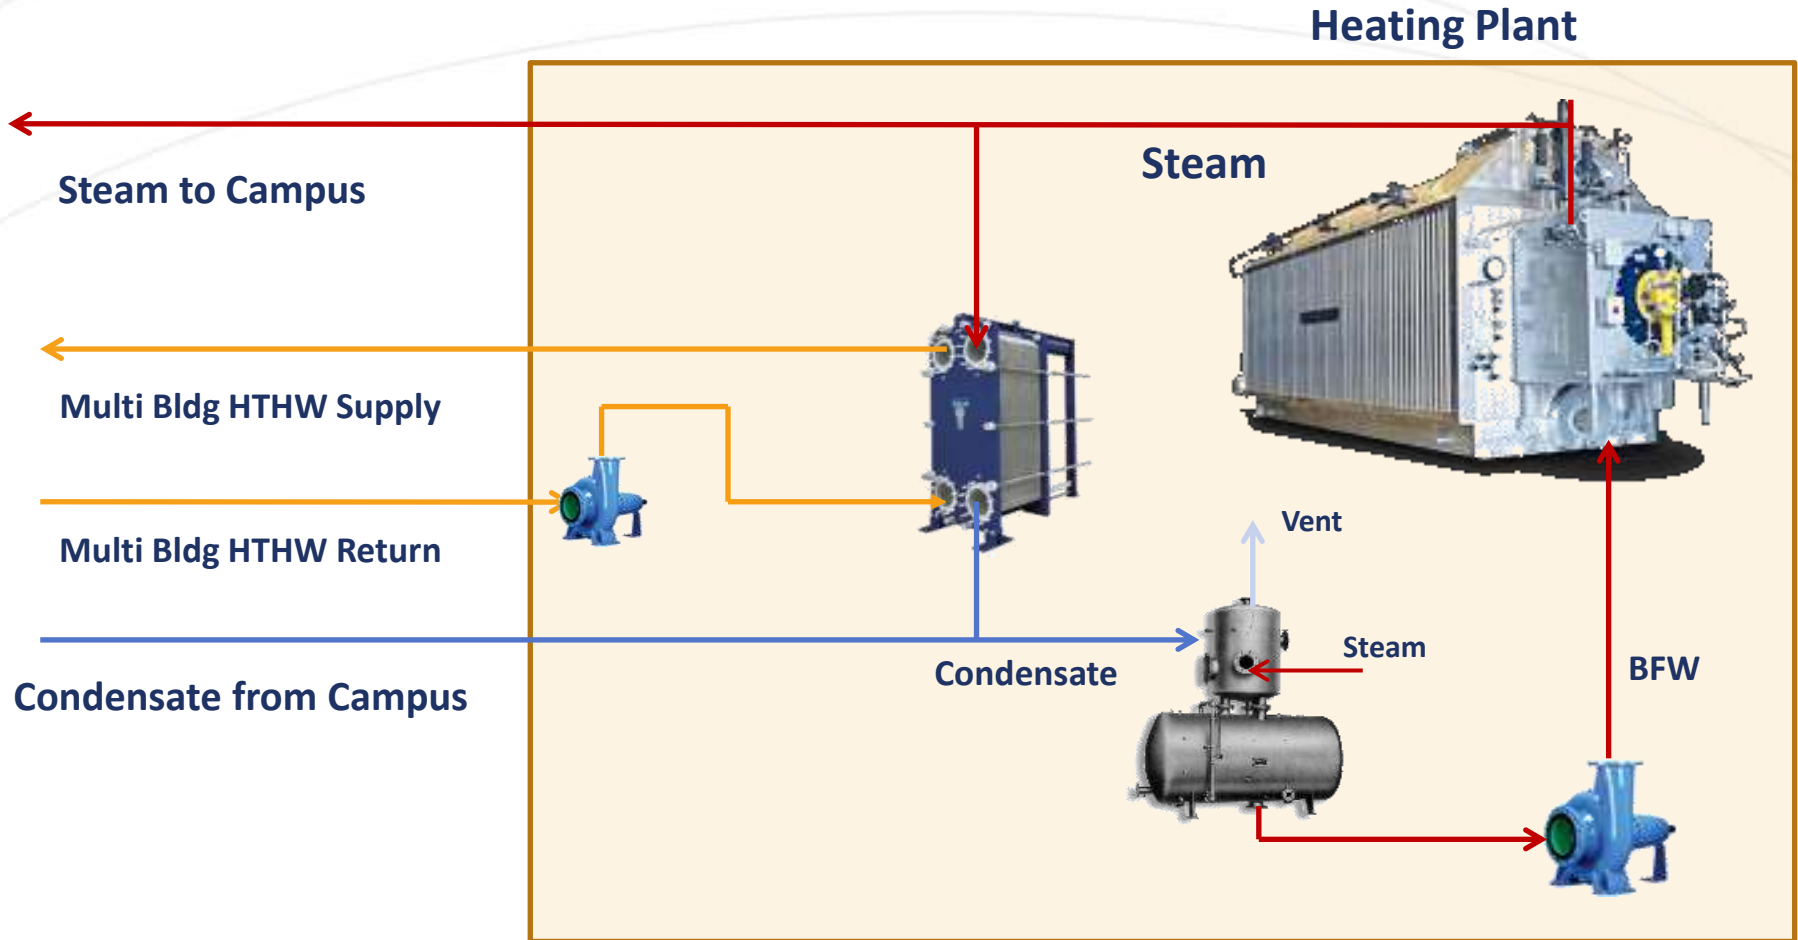 Heating Plant
Steam
Steam to Campus
Multi Bldg HTHW Supply
Vent
Multi Bldg HTHW Return
Steam
Condensate
BFW
Condensate from Campus